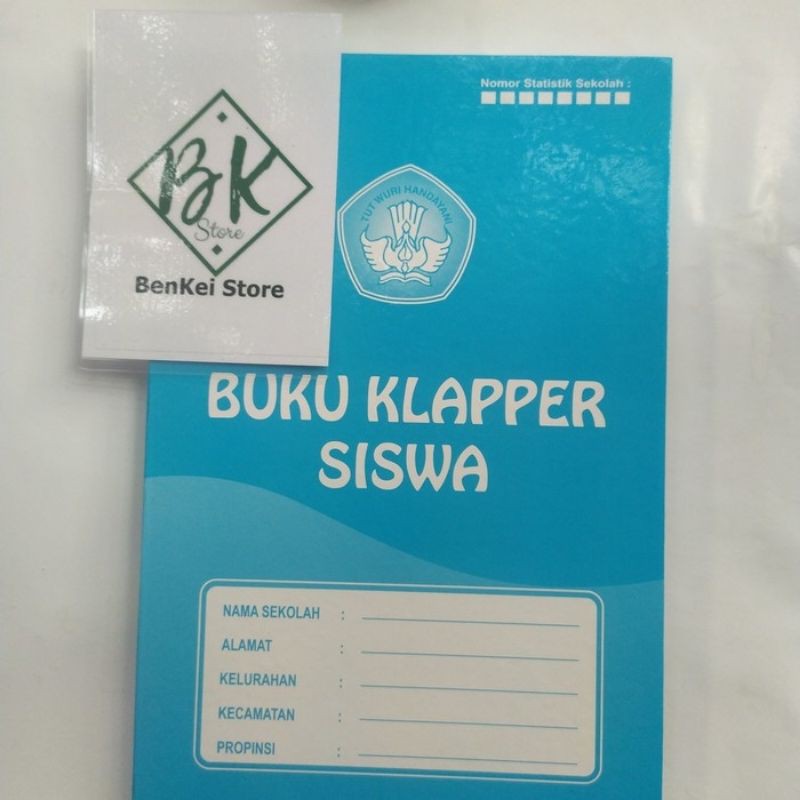 BK
Store
BenKei Store
Nomor Statistik Sekolah :
TUT WURI HANDAYANI
BUKU KLAPPER
SISWA
NAMA SEKOLAH :
ALAMAT :
KELURAHAN :
KECAMATAN :
PROPINSI :